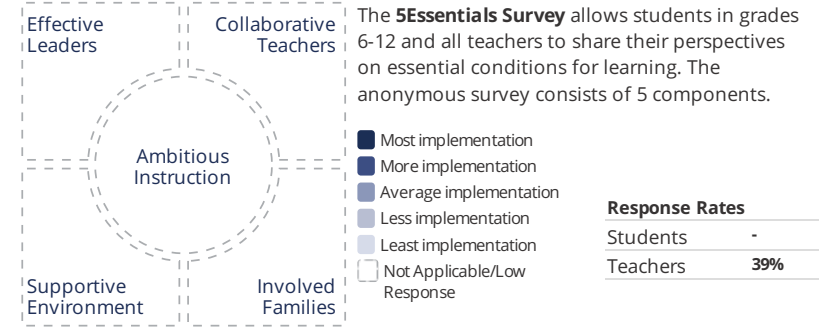 Effective
Leaders
Collaborative
Teachers
Ambitious
Instruction
Supportive
Environment
Involved
Families
The 5Essentials Survey allows students in grades
6-12 and all teachers to share their perspectives
on essential conditions for learning. The
anonymous survey consists of 5 components.
Most implementation
More implementation
Average implementation
Less implementation
Least implementation
Not Applicable/Low
Response
Response Rates
Students -
Teachers 39%